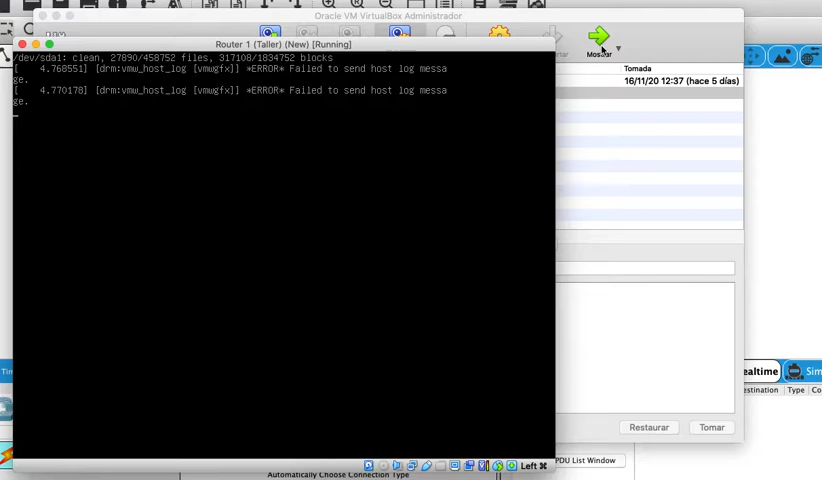 Oracle VM VirtualBox Administrador
Router 1 (Taller) (New) [Running]
Mostrar
/dev/sda1: clean, 27890/458752 files, 317108/1834752 blocks
[    4.768551] [drm:vmw_host_log [vmwgfx]] *ERROR* Failed to send host log messa
ge.
[    4.770178] [drm:vmw_host_log [vmwgfx]] *ERROR* Failed to send host log messa
ge.
Tomada
16/11/20 12:37 (hace 5 días)
ealtime
Sim
estination Type Co
Restaurar
Tomar
Left ⌘
PDU List Window
Automatically Choose Connection Type